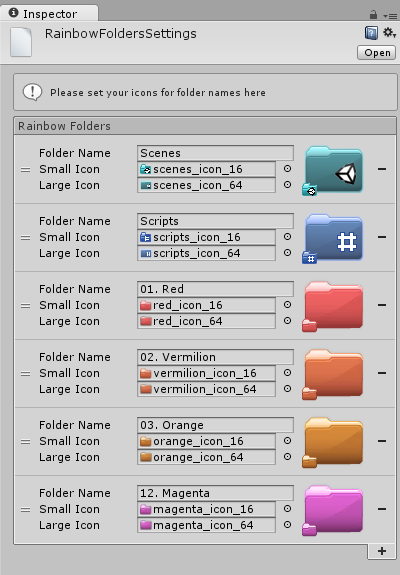 Inspector
RainbowFoldersSettings
Open
Please set your icons for folder names here
Rainbow Folders
Folder Name Scenes
Small Icon scenes_icon_16
Large Icon scenes_icon_64
Folder Name Scripts
Small Icon scripts_icon_16
Large Icon scripts_icon_64
Folder Name 01. Red
Small Icon red_icon_16
Large Icon red_icon_64
Folder Name 02. Vermilion
Small Icon vermilion_icon_16
Large Icon vermilion_icon_64
Folder Name 03. Orange
Small Icon orange_icon_16
Large Icon orange_icon_64
Folder Name 12. Magenta
Small Icon magenta_icon_16
Large Icon magenta_icon_64